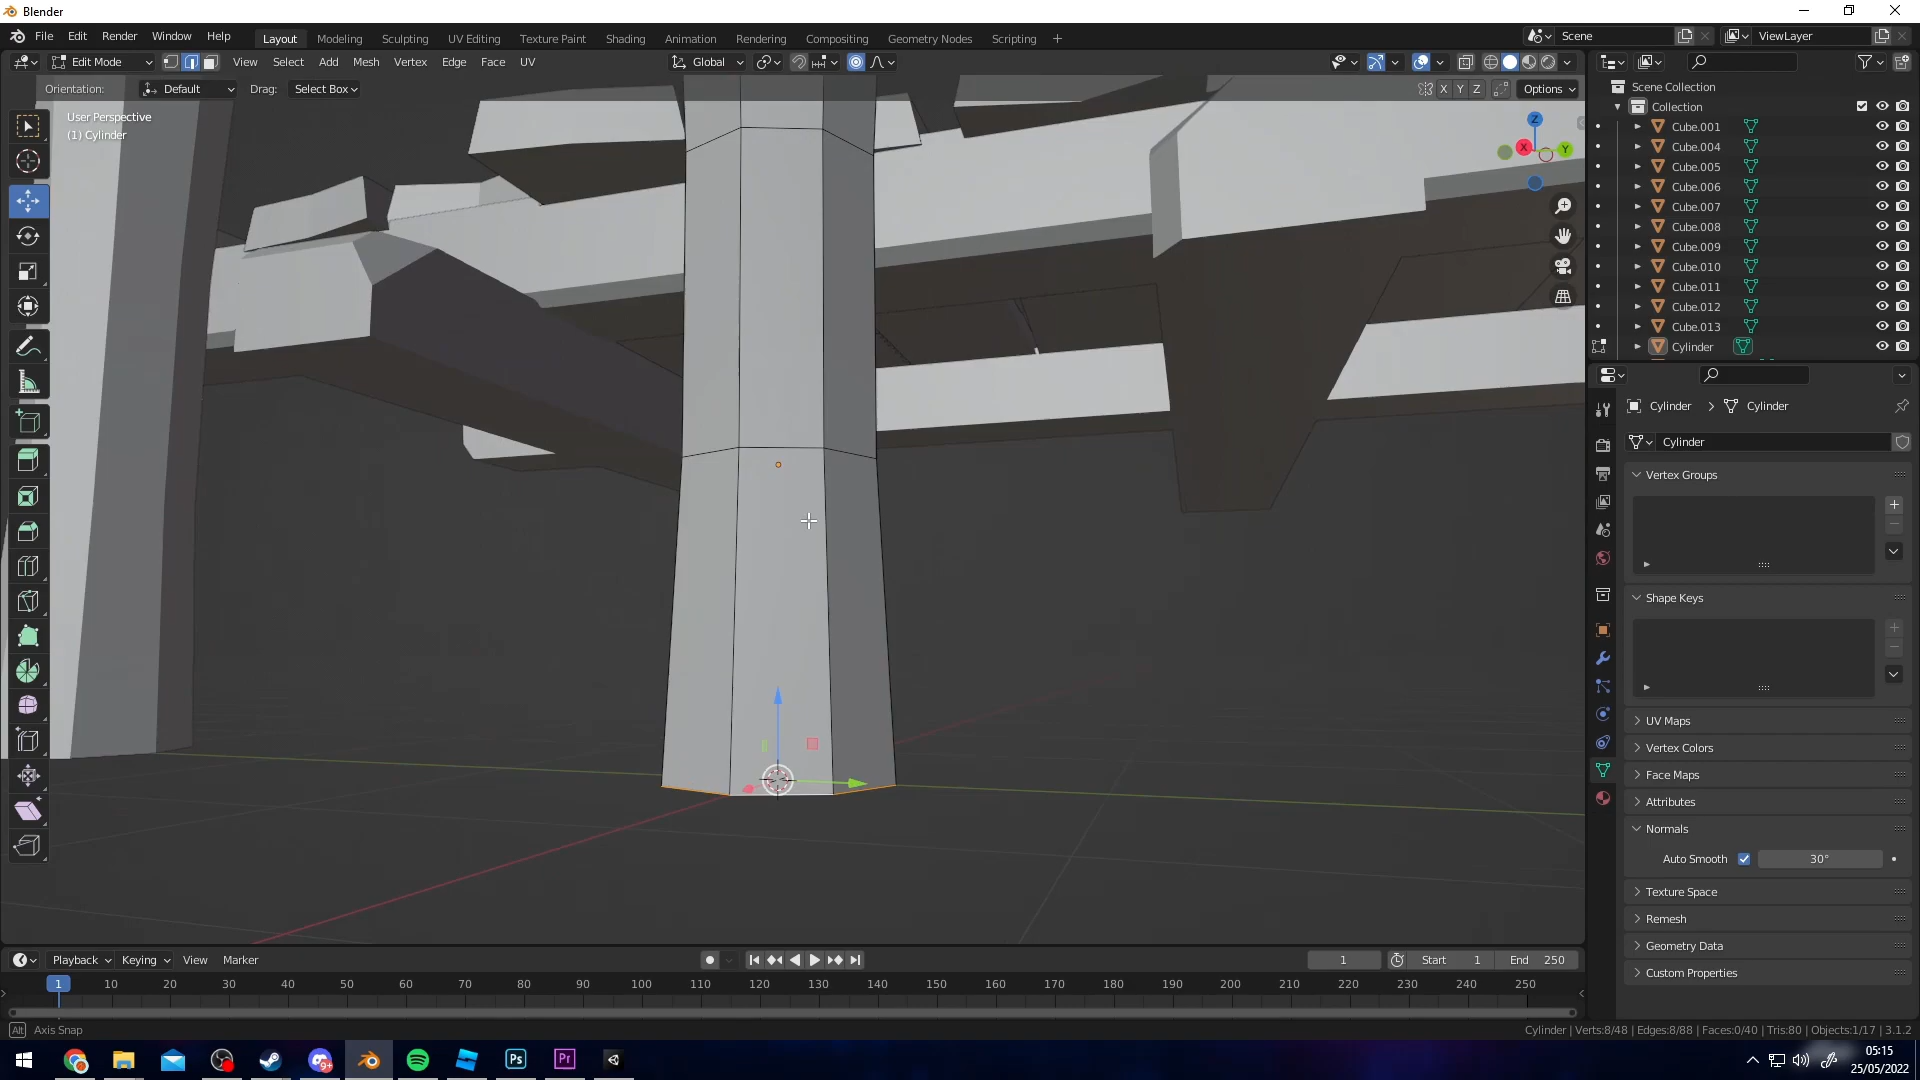 Blender
File Edit Render Window Help
Layout Modeling Sculpting UV Editing Texture Paint Shading Animation Rendering Compositing Geometry Nodes Scripting +
Scene ViewLayer
Edit Mode View Select Add Mesh Vertex Edge Face UV Global
Orientation: Default Drag: Select Box
X Y Z Options
User Perspective
(1) Cylinder
Z
X
Y
Scene Collection
Collection
Cube.001
Cube.004
Cube.005
Cube.006
Cube.007
Cube.008
Cube.009
Cube.010
Cube.011
Cube.012
Cube.013
Cylinder
Cylinder > Cylinder
Cylinder
Vertex Groups
Shape Keys
UV Maps
Vertex Colors
Face Maps
Attributes
Normals
Auto Smooth 30°
Texture Space
Remesh
Geometry Data
Custom Properties
Playback Keying View Marker 1 Start 1 End 250
1 10 20 30 40 50 60 70 80 90 100 110 120 130 140 150 160 170 180 190 200 210 220 230 240 250
Alt Axis Snap
Cylinder | Verts:8/48 | Edges:8/88 | Faces:0/40 | Tris:80 | Objects:1/17 | 3.1.2
9+
Ps
Pr
05:15
25/05/2022